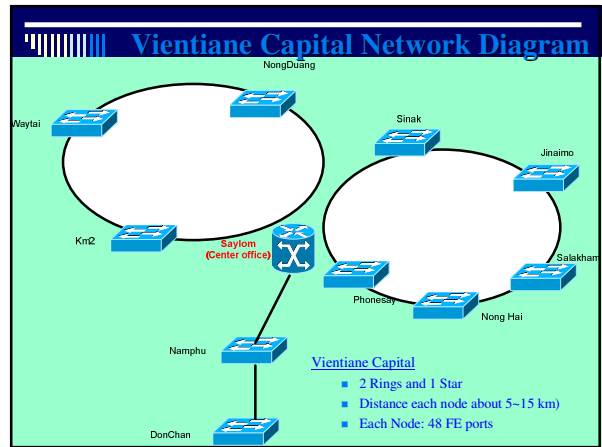 Vientiane Capital Network Diagram
NongDuang
Waytai
Sinak
Jinaimo
Km2
Saylom
(Center office)
Salakham
Phonesay
Nong Hai
Namphu
DonChan
Vientiane Capital
2 Rings and 1 Star
Distance each node about 5~15 km)
Each Node: 48 FE ports